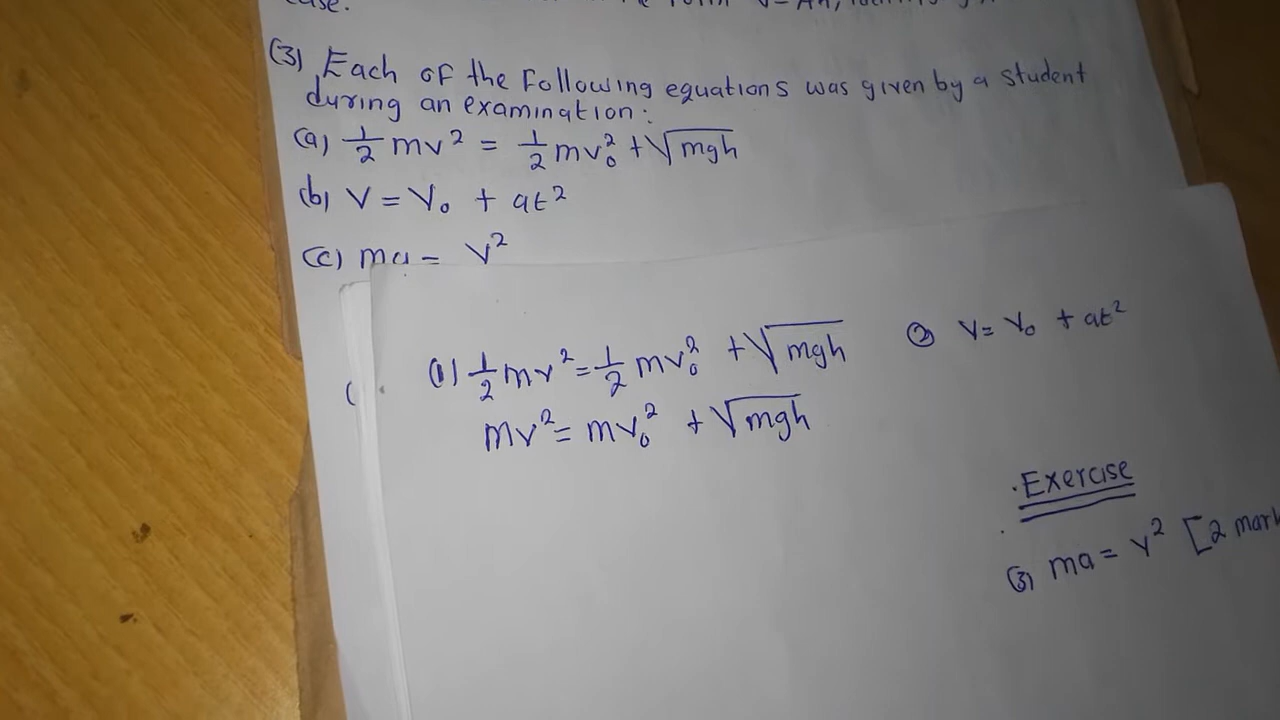 case.
(3) Each of the following equations was given by a student
during an examination:
(a) 1/2 mv² = 1/2 mv₀² + √mgh
(b) V = V₀ + at²
(c) ma = V²
(
(1) 1/2 mv² = 1/2 mv₀² + √mgh
mv² = mv₀² + √mgh
(2) V = V₀ + at²
Exercise
(3) ma = V² [2 mark